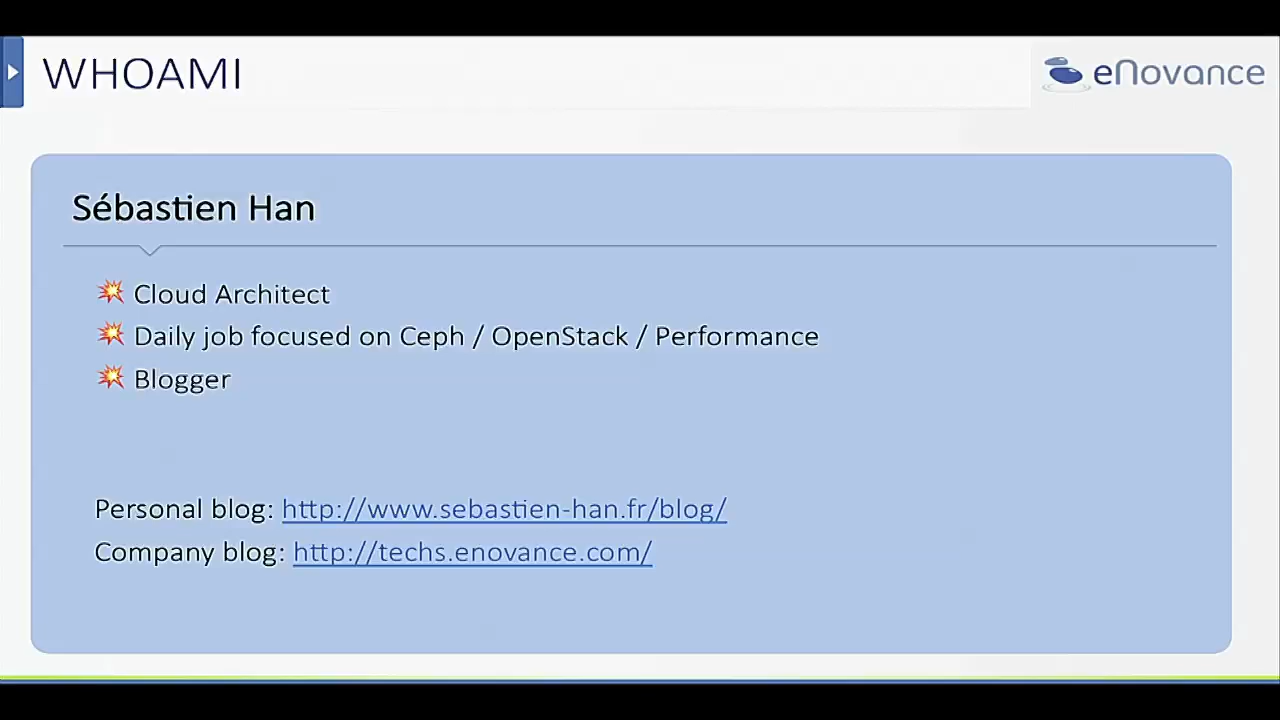 WHOAMI
eNovance
Sébastien Han
Cloud Architect
Daily job focused on Ceph / OpenStack / Performance
Blogger
Personal blog: http://www.sebastien-han.fr/blog/
Company blog: http://techs.enovance.com/